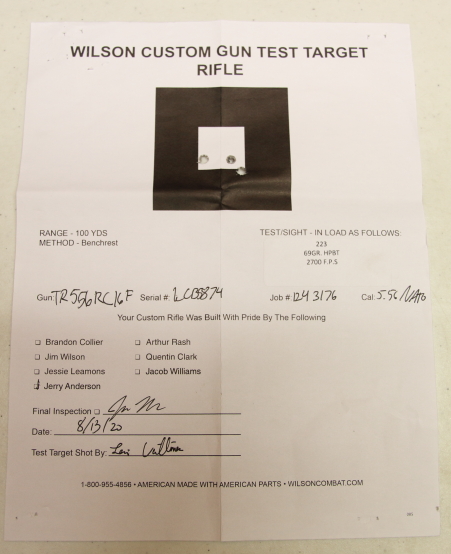 WILSON CUSTOM GUN TEST TARGET
RIFLE
RANGE - 100 YDS
METHOD - Benchrest
TEST/SIGHT - IN LOAD AS FOLLOWS:
223
69GR. HPBT
2700 F.P.S
Gun: TR556RC16F Serial #: LC05874 Job #: 1243176 Cal: 5.56 NATO
Your Custom Rifle Was Built With Pride By The Following
❑ Brandon Collier ❑ Arthur Rash
❑ Jim Wilson ❑ Quentin Clark
❑ Jessie Leamons ❑ Jacob Williams
❑ Jerry Anderson
Final Inspection ❑
Date: 8/13/20
Test Target Shot By:
1-800-955-4856 • AMERICAN MADE WITH AMERICAN PARTS • WILSONCOMBAT.COM